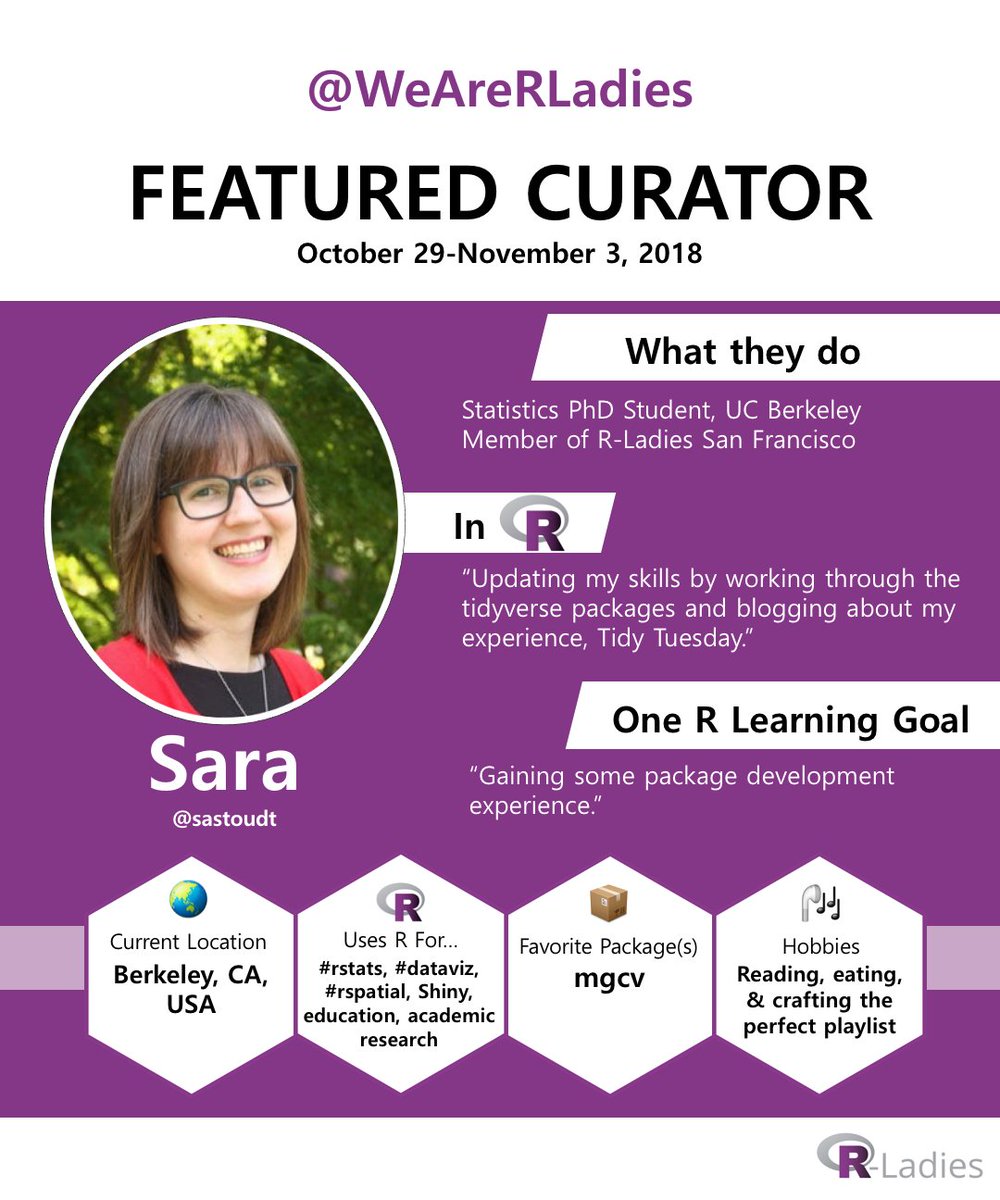 @WeAreRLadies
FEATURED CURATOR
October 29-November 3, 2018
What they do
Statistics PhD Student, UC Berkeley
Member of R-Ladies San Francisco
In R
“Updating my skills by working through the
tidyverse packages and blogging about my
experience, Tidy Tuesday.”
One R Learning Goal
“Gaining some package development
experience.”
Sara
@sastoudt
R
Current Location
Berkeley, CA,
USA
Uses R For...
#rstats, #dataviz,
#rspatial, Shiny,
education, academic
research
Favorite Package(s)
mgcv
Hobbies
Reading, eating,
& crafting the
perfect playlist
R-Ladies